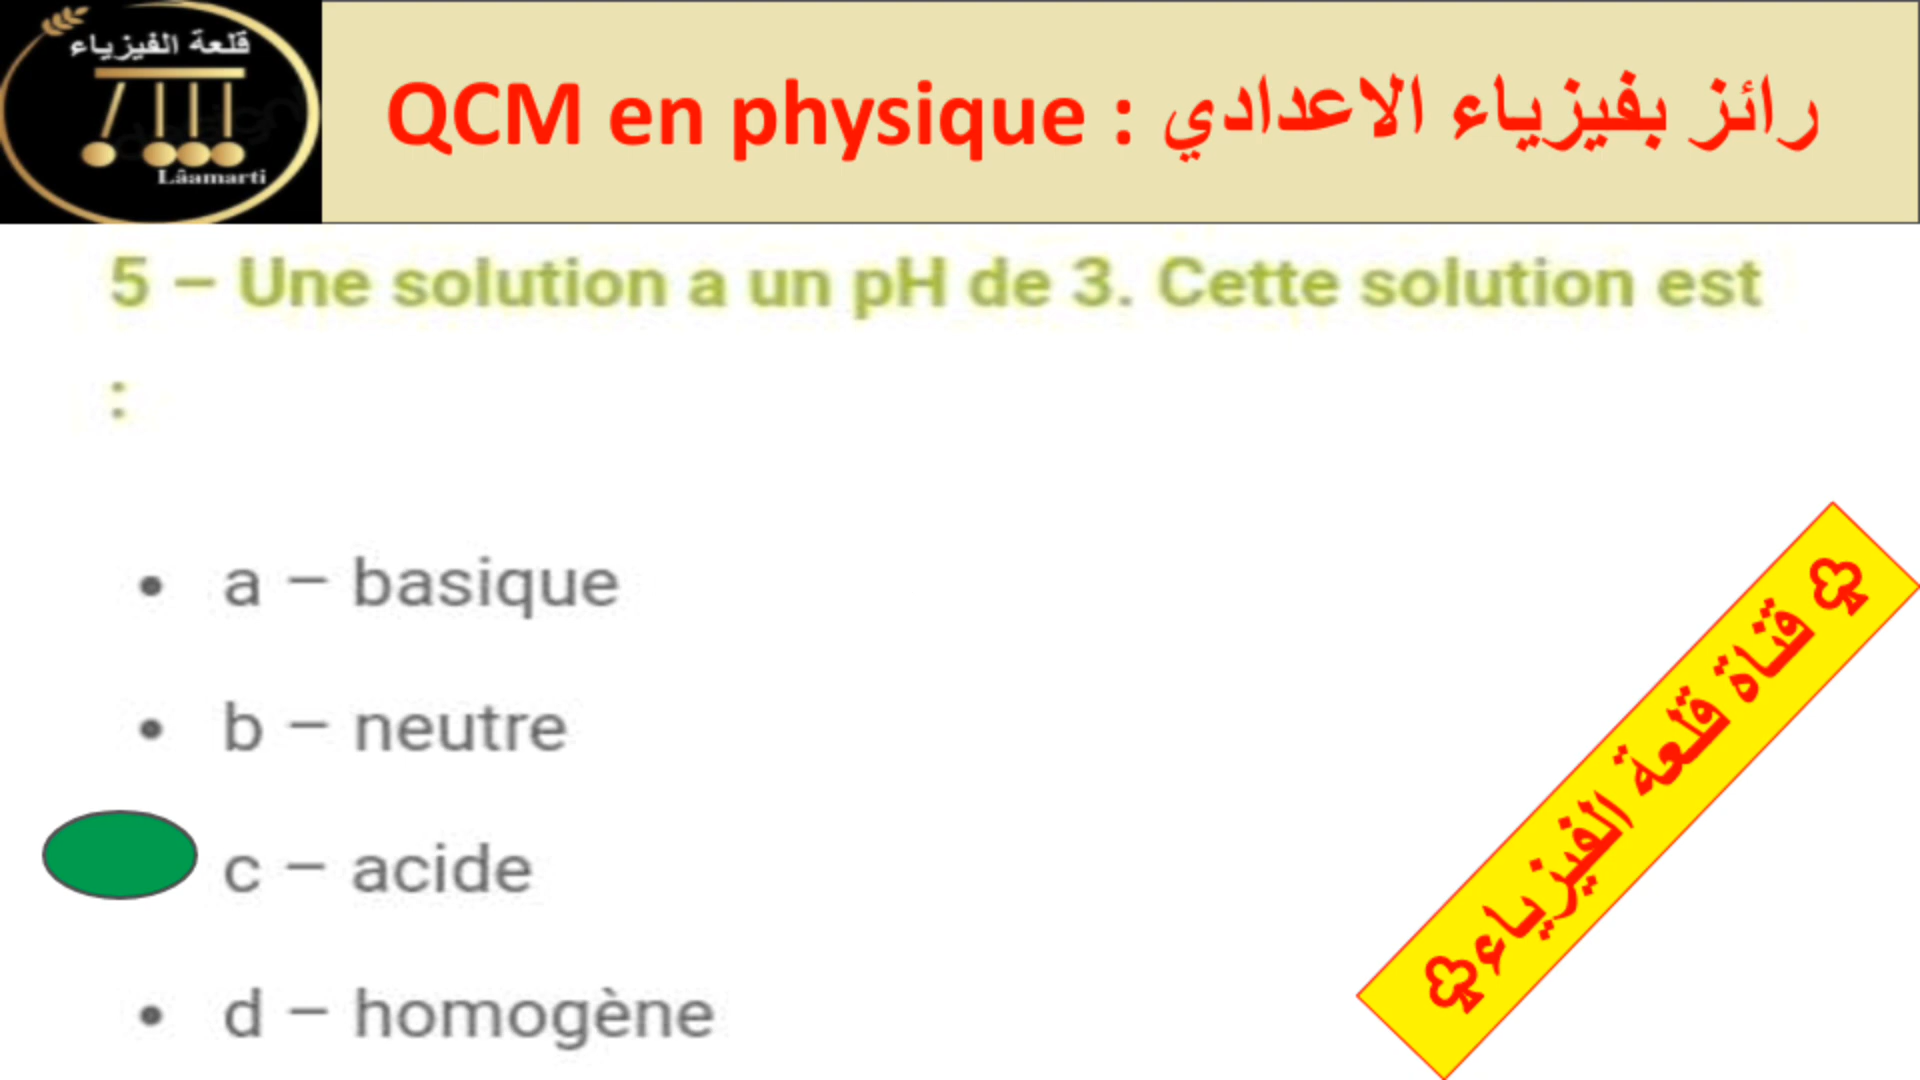 قلعة الفيزياء
Lâamarti
QCM en physique : رائز بفيزياء الاعدادي
5 – Une solution a un pH de 3. Cette solution est
:
• a – basique
• b – neutre
c – acide
• d – homogène
♧ قناة قلعة الفيزياء♧